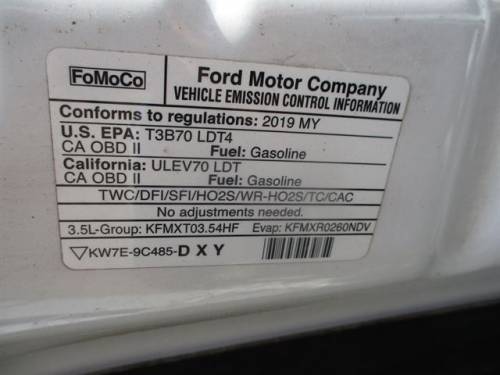 FoMoCo
Ford Motor Company
VEHICLE EMISSION CONTROL INFORMATION
Conforms to regulations: 2019 MY
U.S. EPA: T3B70 LDT4
CA OBD II Fuel: Gasoline
California: ULEV70 LDT
CA OBD II Fuel: Gasoline
TWC/DFI/SFI/HO2S/WR-HO2S/TC/CAC
No adjustments needed.
3.5L-Group: KFMXT03.54HF Evap: KFMXR0260NDV
KW7E-9C485-DXY